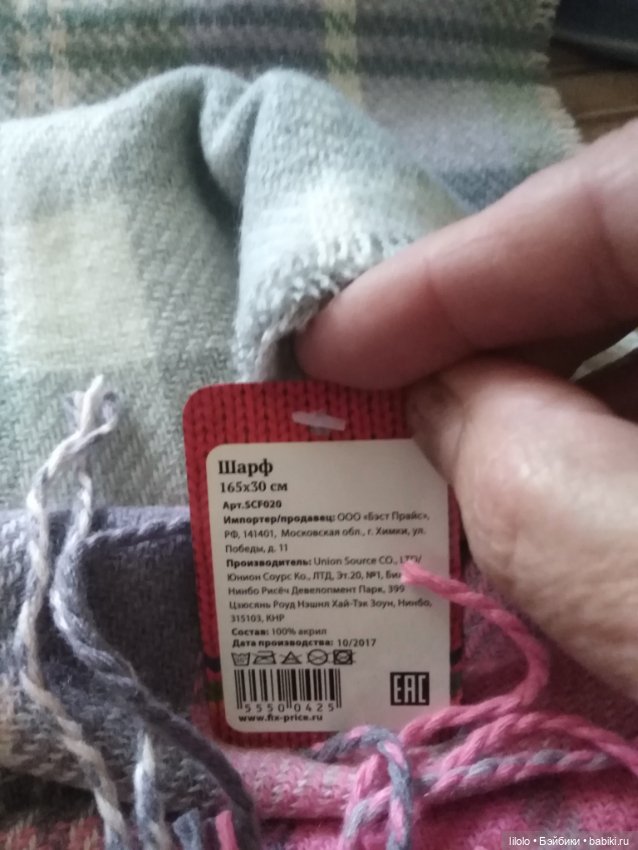 Шарф
165х30 см
Арт.SCF020
Импортер/продавец: ООО «Бэст Прайс»,
РФ, 141401, Московская обл., г. Химки, ул.
Победы, д. 11
Производитель: Union Source CO., LTD/
Юнион Соурс Ко., ЛТД, Эт.20, №1, Би
Нинбо Рисёч Девелопмент Парк, 399
Цзюсянь Роуд Нэшнл Хай-Тэк Зоун, Нинбо,
315103, КНР
Состав: 100% акрил
Дата производства: 10/2017
EAC
55500425
www.fix-price.ru
lilolo • Бэйбики • babiki.ru